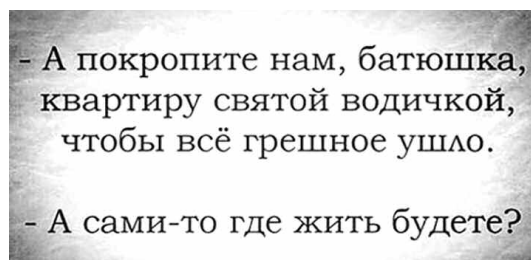 - А покропите нам, батюшка,
квартиру святой водичкой,
чтобы всё грешное ушло.
- А сами-то где жить будете?